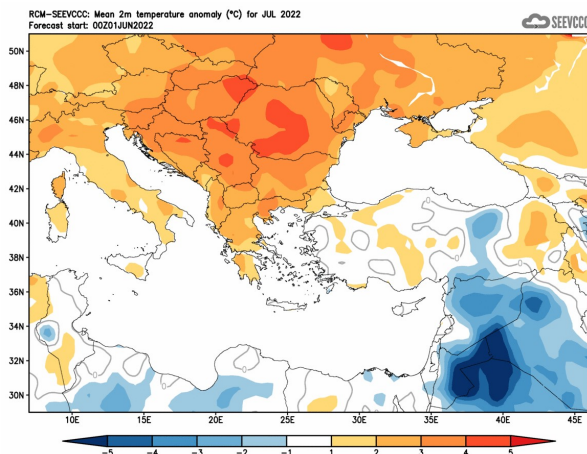 RCM-SEEVCCC: Mean 2m temperature anomaly (°C) for JUL 2022
Forecast start: 00Z01JUN2022
SEEVCCC
50N
48N
46N
44N
42N
40N
38N
36N
34N
32N
30N
10E 15E 20E 25E 30E 35E 40E 45E
-5 -4 -3 -2 -1 1 2 3 4 5